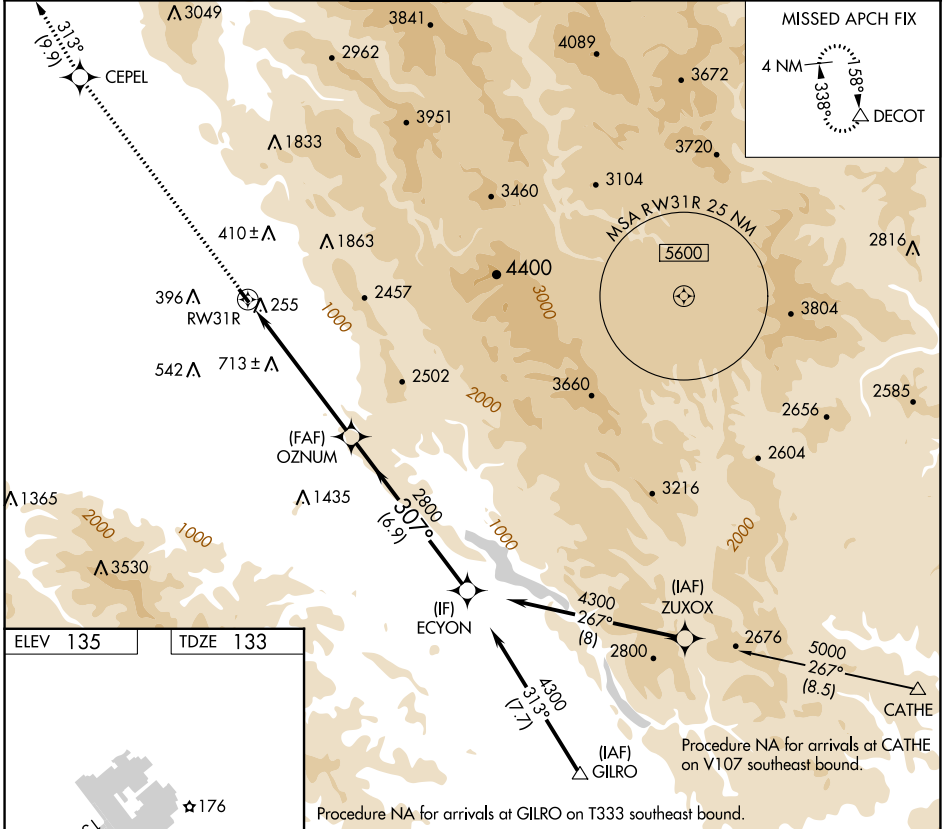 3049
3841
2962
4089
3672
MISSED APCH FIX
4 NM
158°
338°
DECOT
313°
(9.9)
CEPEL
3951
1833
3720
3460
3104
410±
1863
MSA RW31R 25 NM
5600
2816
4400
396
255
RW31R
2457
1000
3000
3804
542
713±
2502
2000
3660
2656
2585
(FAF)
OZNUM
2604
1365
1435
2800
307°
(6.9)
3216
2000
1000
1000
2000
3530
(IF)
ECYON
4300
267°
(8)
(IAF)
ZUXOX
2800
2676
5000
267°
(8.5)
CATHE
ELEV 135
TDZE 133
4300
313°
(7.7)
(IAF)
GILRO
Procedure NA for arrivals at CATHE
on V107 southeast bound.
176
Procedure NA for arrivals at GILRO on T333 southeast bound.